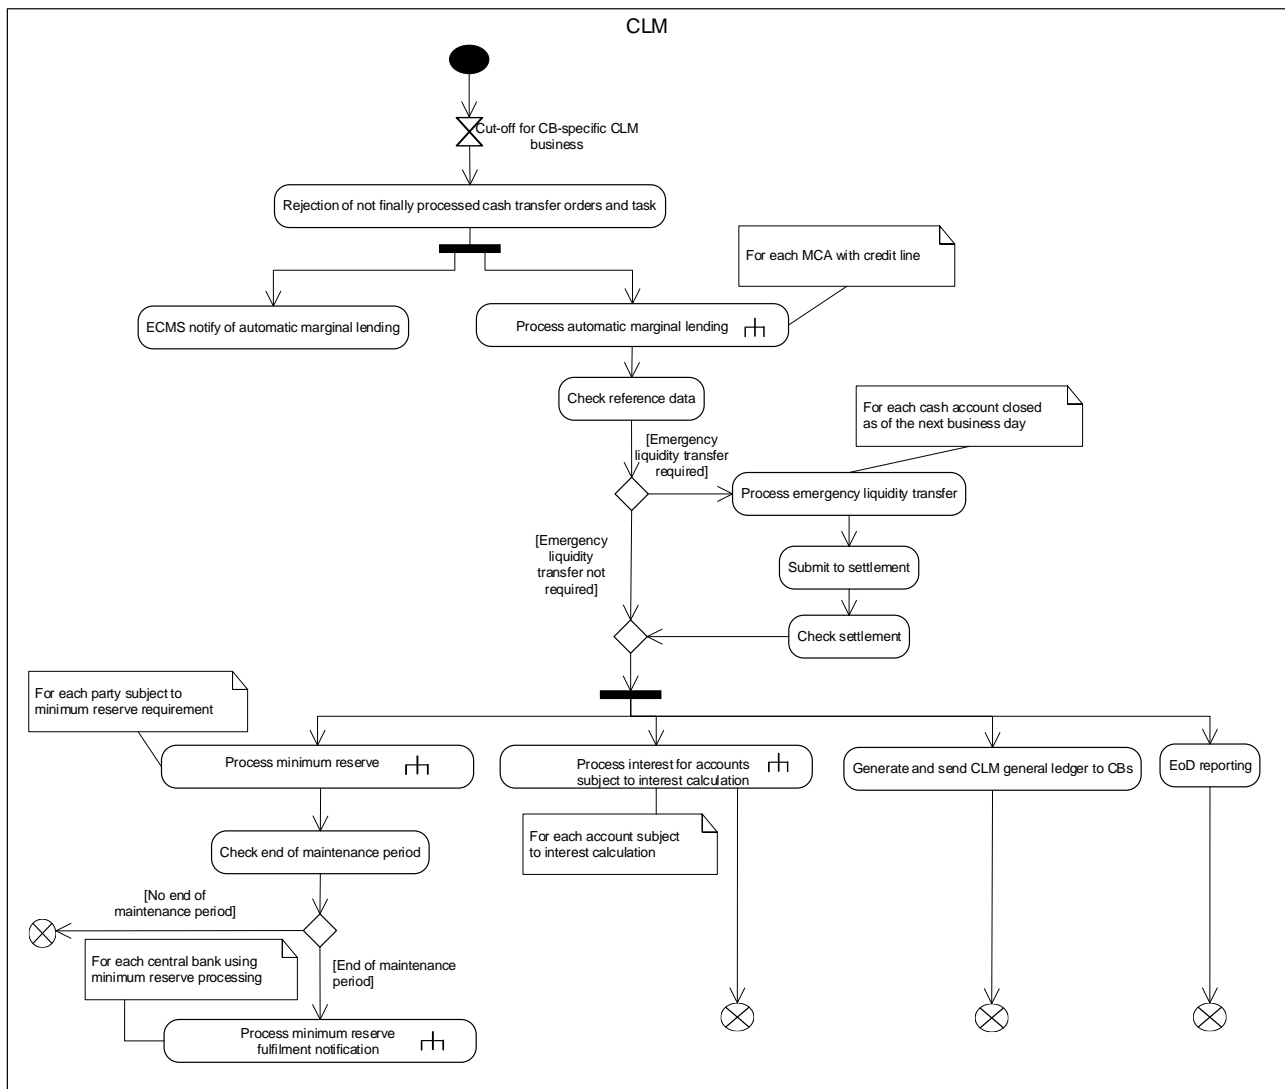 CLM
Cut-off for CB-specific CLM
business
Rejection of not finally processed cash transfer orders and task
For each MCA with credit line
ECMS notify of automatic marginal lending
Process automatic marginal lending
Check reference data
For each cash account closed
as of the next business day
[Emergency
liquidity transfer
required]
Process emergency liquidity transfer
[Emergency
liquidity
transfer not
required]
Submit to settlement
Check settlement
For each party subject to
minimum reserve requirement
Process minimum reserve
Process interest for accounts
subject to interest calculation
Generate and send CLM general ledger to CBs
EoD reporting
For each account subject
to interest calculation
Check end of maintenance period
[No end of
maintenance period]
For each central bank using
minimum reserve processing
[End of maintenance
period]
Process minimum reserve
fulfilment notification